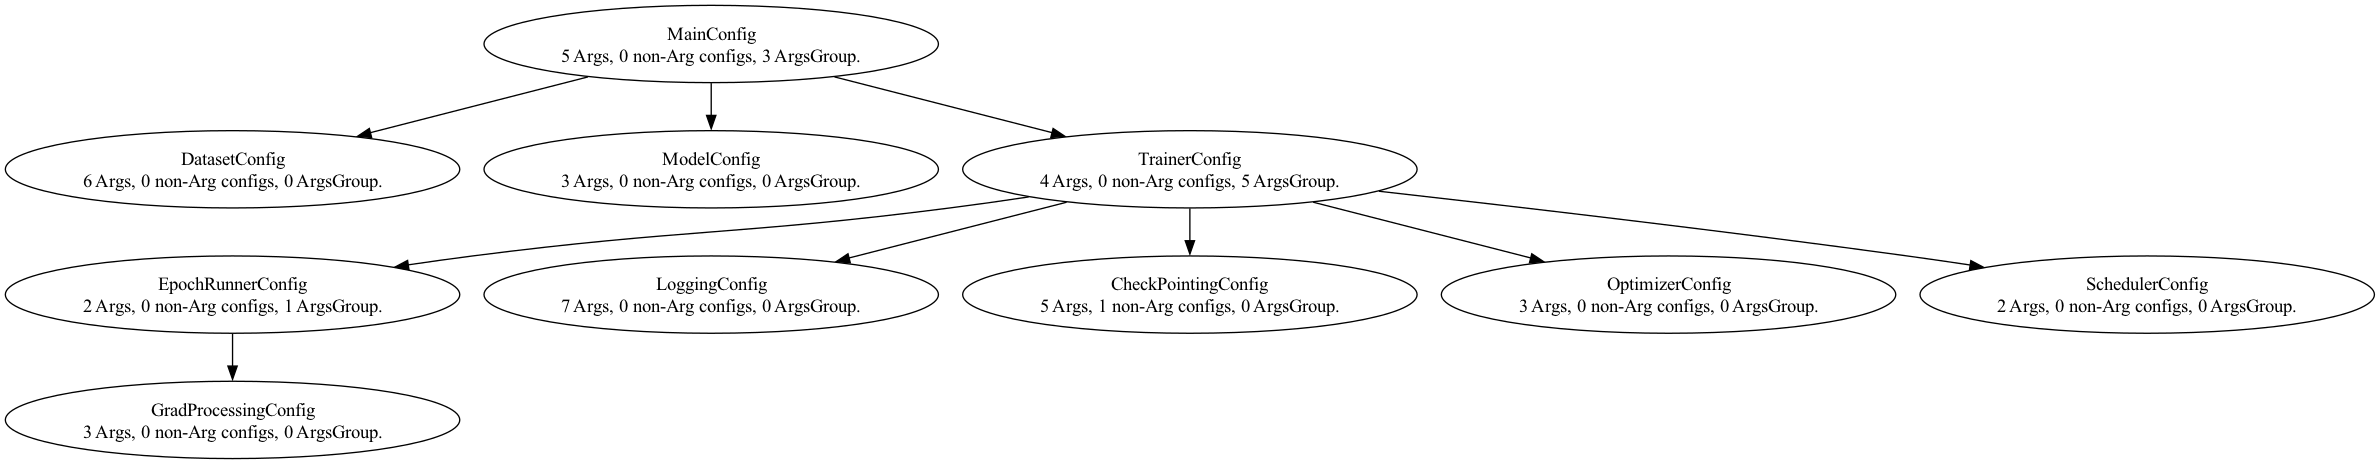 MainConfig
5 Args, 0 non-Arg configs, 3 ArgsGroup.
DatasetConfig
6 Args, 0 non-Arg configs, 0 ArgsGroup.
ModelConfig
3 Args, 0 non-Arg configs, 0 ArgsGroup.
TrainerConfig
4 Args, 0 non-Arg configs, 5 ArgsGroup.
EpochRunnerConfig
2 Args, 0 non-Arg configs, 1 ArgsGroup.
LoggingConfig
7 Args, 0 non-Arg configs, 0 ArgsGroup.
CheckPointingConfig
5 Args, 1 non-Arg configs, 0 ArgsGroup.
OptimizerConfig
3 Args, 0 non-Arg configs, 0 ArgsGroup.
SchedulerConfig
2 Args, 0 non-Arg configs, 0 ArgsGroup.
GradProcessingConfig
3 Args, 0 non-Arg configs, 0 ArgsGroup.